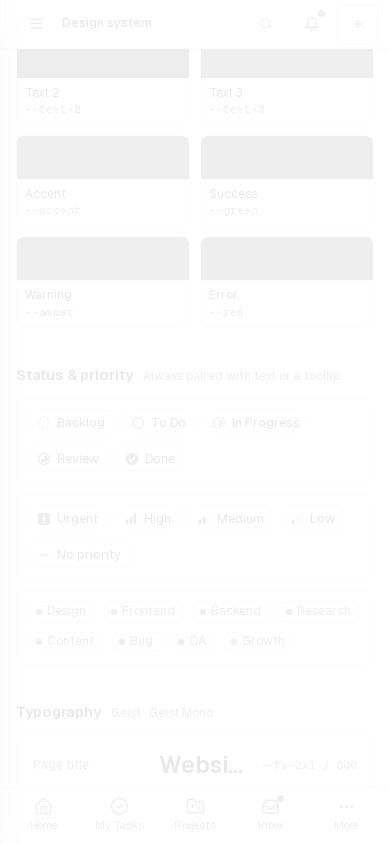 Design system
Text 2
Text 3
--text-2
--text-3
Accent
Success
--accent
--green
Warning
Error
--amber
--red
Status & priority Always paired with text or a tooltip
Backlog To Do In Progress
Review Done
Urgent High Medium Low
No priority
Design Frontend Backend Research
Content Bug QA Growth
Typography Geist · Geist Mono
Page title Websi... --fs-2xl / 600
Home My Tasks Projects Inbox More